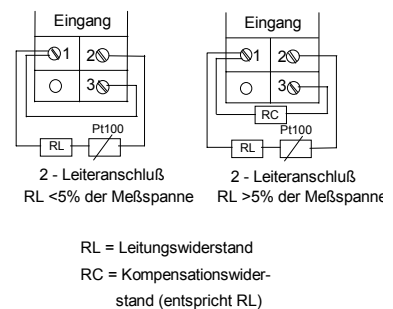 Eingang
1
2
3
Pt100
RL
2 - Leiteranschluß
RL <5% der Meßspanne
Eingang
1
2
3
RC
Pt100
RL
2 - Leiteranschluß
RL >5% der Meßspanne
RL = Leitungswiderstand
RC = Kompensationswider-
stand (entspricht RL)